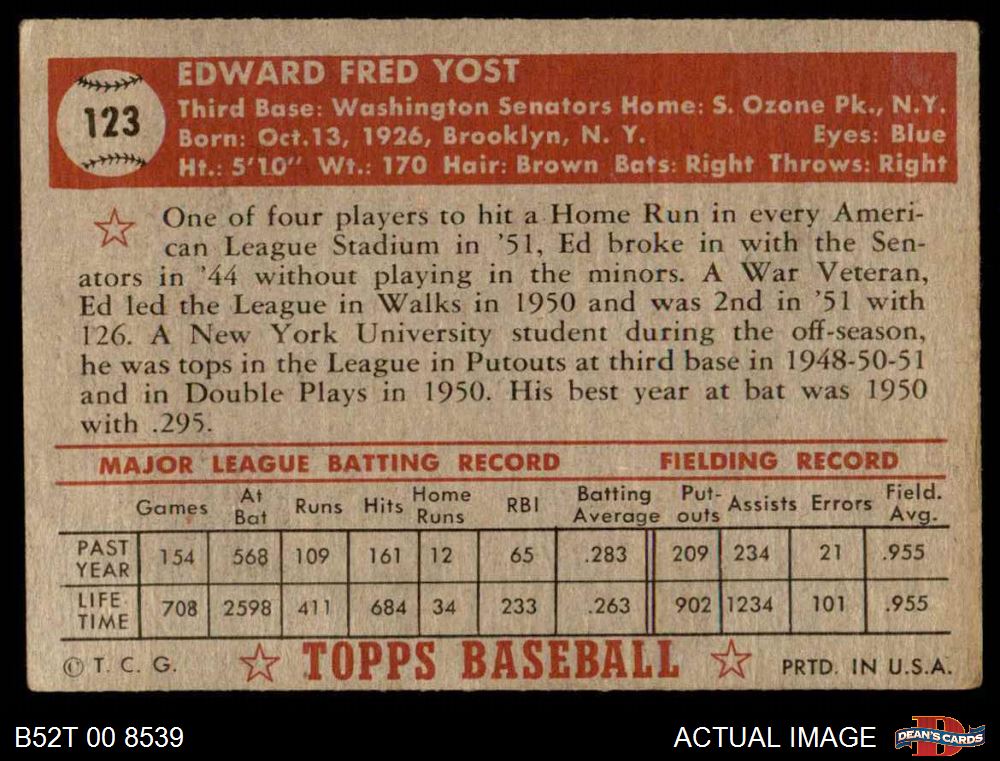 EDWARD FRED YOST
123
Third Base: Washington Senators Home: S. Ozone Pk., N.Y.
Born: Oct.13, 1926, Brooklyn, N. Y. Eyes: Blue
Ht.: 5'10" Wt.: 170 Hair: Brown Bats: Right Throws: Right
One of four players to hit a Home Run in every Ameri-
can League Stadium in '51, Ed broke in with the Sen-
ators in '44 without playing in the minors. A War Veteran,
Ed led the League in Walks in 1950 and was 2nd in '51 with
126. A New York University student during the off-season,
he was tops in the League in Putouts at third base in 1948-50-51
and in Double Plays in 1950. His best year at bat was 1950
with .295.
MAJOR LEAGUE BATTING RECORD FIELDING RECORD
Games At Bat Runs Hits Home Runs RBI Batting Average Put-outs Assists Errors Field. Avg.
PAST YEAR 154 568 109 161 12 65 .283 209 234 21 .955
LIFE TIME 708 2598 411 684 34 233 .263 902 1234 101 .955
© T. C. G. TOPPS BASEBALL PRTD. IN U.S.A.
B52T 00 8539 ACTUAL IMAGE DEAN'S CARDS